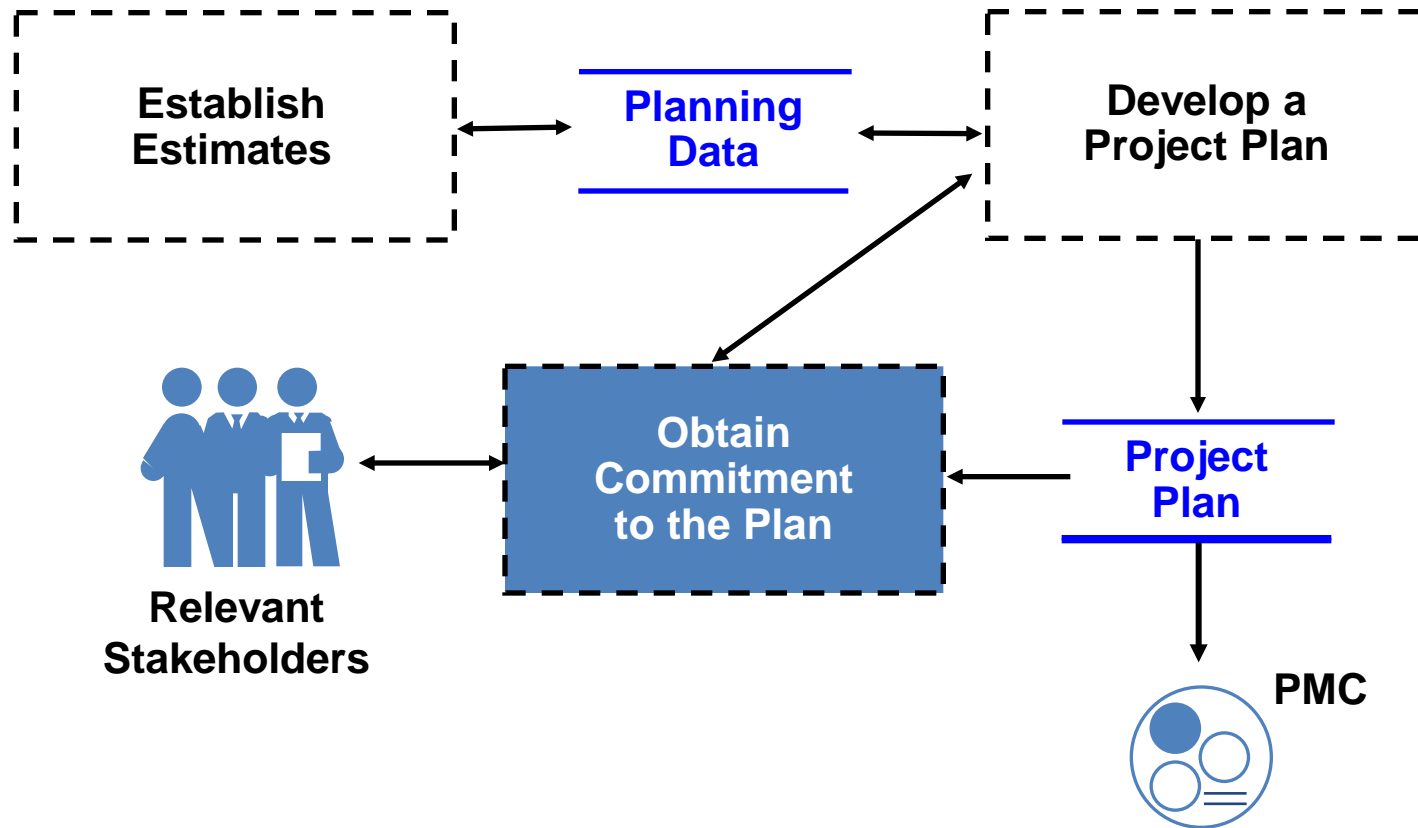 Establish
Estimates
Planning
Data
Develop a
Project Plan
Obtain
Commitment
to the Plan
Project
Plan
Relevant
Stakeholders
PMC